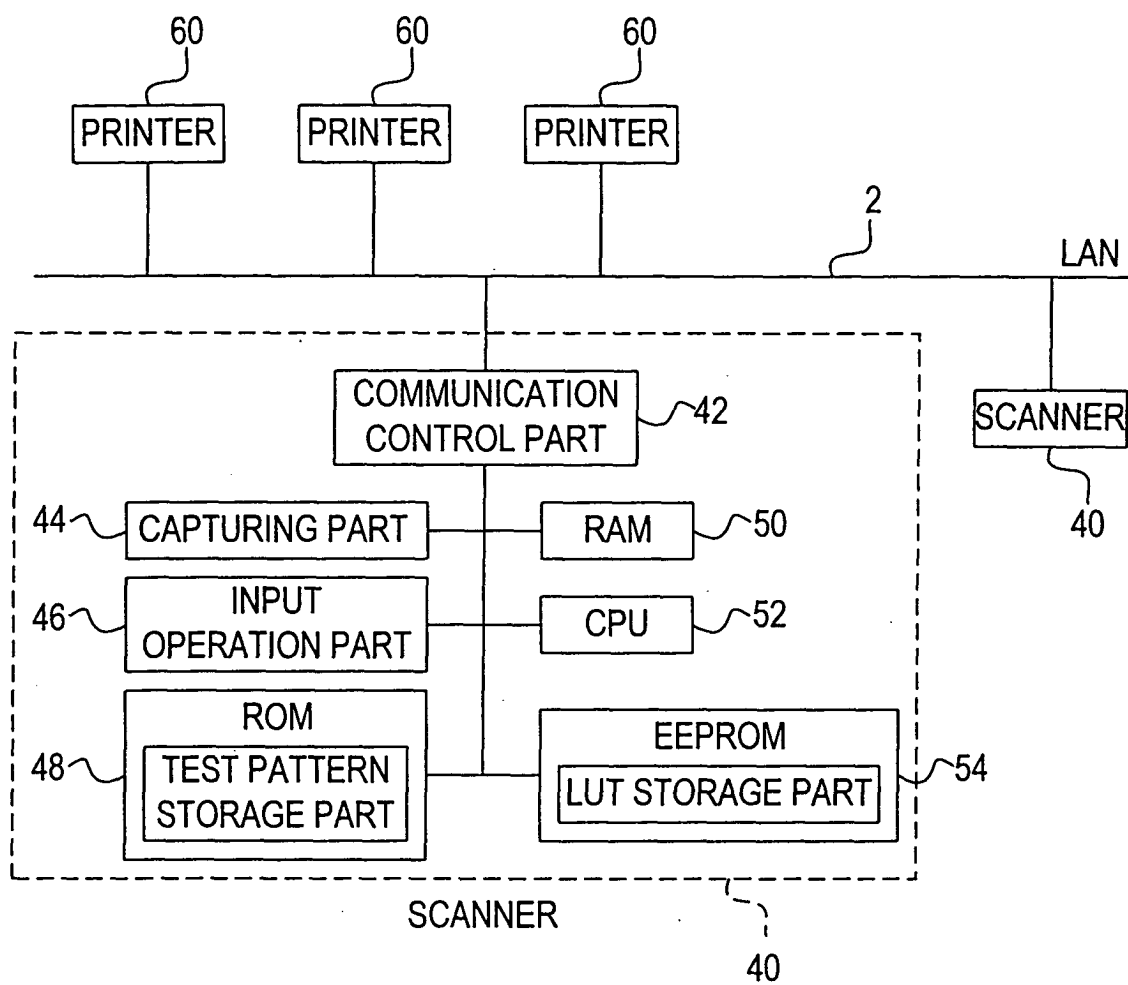 60
60
60
PRINTER
PRINTER
PRINTER
2
LAN
COMMUNICATION
CONTROL PART
42
SCANNER
40
44
CAPTURING PART
RAM
50
46
INPUT
OPERATION PART
CPU
52
48
ROM
TEST PATTERN
STORAGE PART
EEPROM
LUT STORAGE PART
54
SCANNER
40